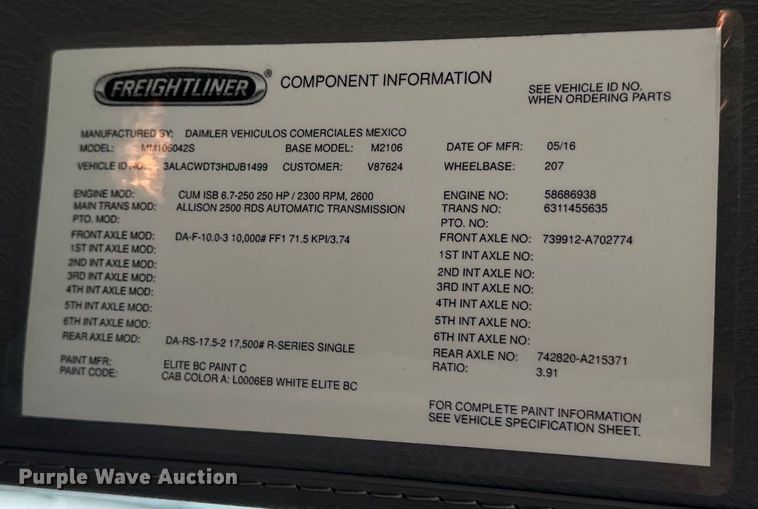 FREIGHTLINER® COMPONENT INFORMATION
SEE VEHICLE ID NO.
WHEN ORDERING PARTS
MANUFACTURED BY: DAIMLER VEHICULOS COMERCIALES MEXICO
MODEL: MM106042S BASE MODEL: M2106 DATE OF MFR: 05/16
VEHICLE ID NO. 3ALACWDT3HDJB1499 CUSTOMER: V87624 WHEELBASE: 207
ENGINE MOD: CUM ISB 6.7-250 250 HP / 2300 RPM, 2600 ENGINE NO: 58686938
MAIN TRANS MOD: ALLISON 2500 RDS AUTOMATIC TRANSMISSION TRANS NO: 6311455635
PTO. MOD: PTO. NO:
FRONT AXLE MOD: DA-F-10.0-3 10,000# FF1 71.5 KPI/3.74 FRONT AXLE NO: 739912-A702774
1ST INT AXLE MOD: 1ST INT AXLE NO:
2ND INT AXLE MOD: 2ND INT AXLE NO:
3RD INT AXLE MOD: 3RD INT AXLE NO:
4TH INT AXLE MOD: 4TH INT AXLE NO:
5TH INT AXLE MOD: 5TH INT AXLE NO:
6TH INT AXLE MOD: 6TH INT AXLE NO:
REAR AXLE MOD: DA-RS-17.5-2 17,500# R-SERIES SINGLE REAR AXLE NO: 742820-A215371
RATIO: 3.91
PAINT MFR: ELITE BC PAINT C
PAINT CODE: CAB COLOR A: L0006EB WHITE ELITE BC
FOR COMPLETE PAINT INFORMATION
SEE VEHICLE SPECIFICATION SHEET.
Purple Wave Auction